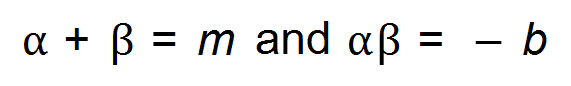 α + β = m and αβ = – b